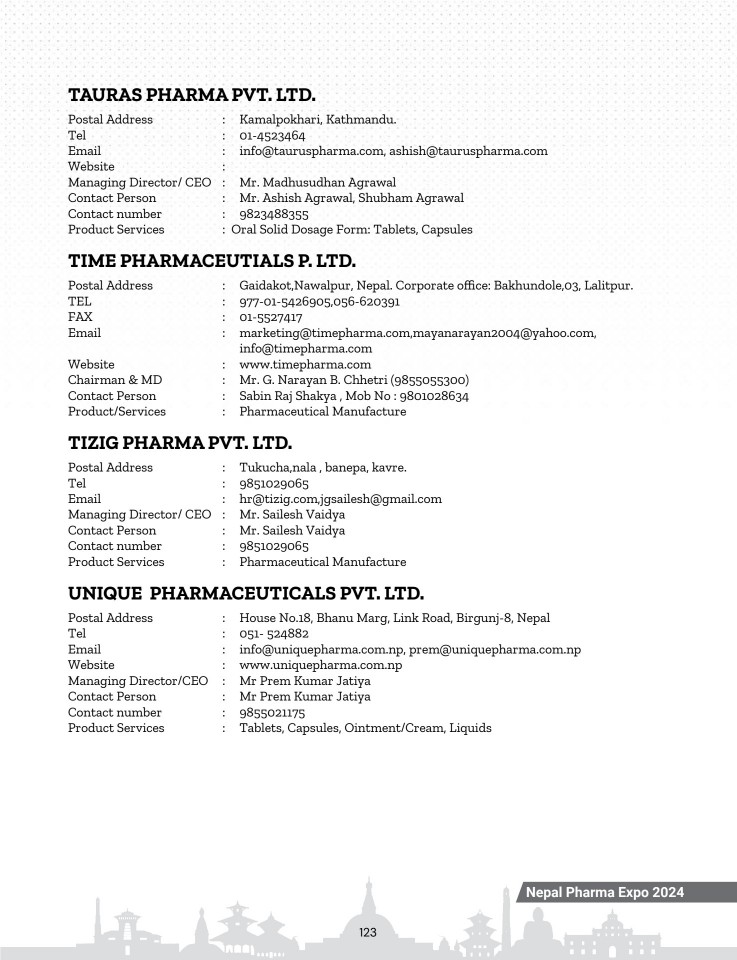 TAURAS PHARMA PVT. LTD.
Postal Address : Kamalpokhari, Kathmandu.
Tel : 01-4523464
Email : info@tauruspharma.com, ashish@tauruspharma.com
Website :
Managing Director/ CEO : Mr. Madhusudhan Agrawal
Contact Person : Mr. Ashish Agrawal, Shubham Agrawal
Contact number : 9823488355
Product Services : Oral Solid Dosage Form: Tablets, Capsules
TIME PHARMACEUTIALS P. LTD.
Postal Address : Gaidakot,Nawalpur, Nepal. Corporate office: Bakhundole,03, Lalitpur.
TEL : 977-01-5426905,056-620391
FAX : 01-5527417
Email : marketing@timepharma.com,mayanarayan2004@yahoo.com,
info@timepharma.com
Website : www.timepharma.com
Chairman & MD : Mr. G. Narayan B. Chhetri (9855055300)
Contact Person : Sabin Raj Shakya , Mob No : 9801028634
Product/Services : Pharmaceutical Manufacture
TIZIG PHARMA PVT. LTD.
Postal Address : Tukucha,nala , banepa, kavre.
Tel : 9851029065
Email : hr@tizig.com,jgsailesh@gmail.com
Managing Director/ CEO : Mr. Sailesh Vaidya
Contact Person : Mr. Sailesh Vaidya
Contact number : 9851029065
Product Services : Pharmaceutical Manufacture
UNIQUE PHARMACEUTICALS PVT. LTD.
Postal Address : House No.18, Bhanu Marg, Link Road, Birgunj-8, Nepal
Tel : 051- 524882
Email : info@uniquepharma.com.np, prem@uniquepharma.com.np
Website : www.uniquepharma.com.np
Managing Director/CEO : Mr Prem Kumar Jatiya
Contact Person : Mr Prem Kumar Jatiya
Contact number : 9855021175
Product Services : Tablets, Capsules, Ointment/Cream, Liquids
Nepal Pharma Expo 2024
123